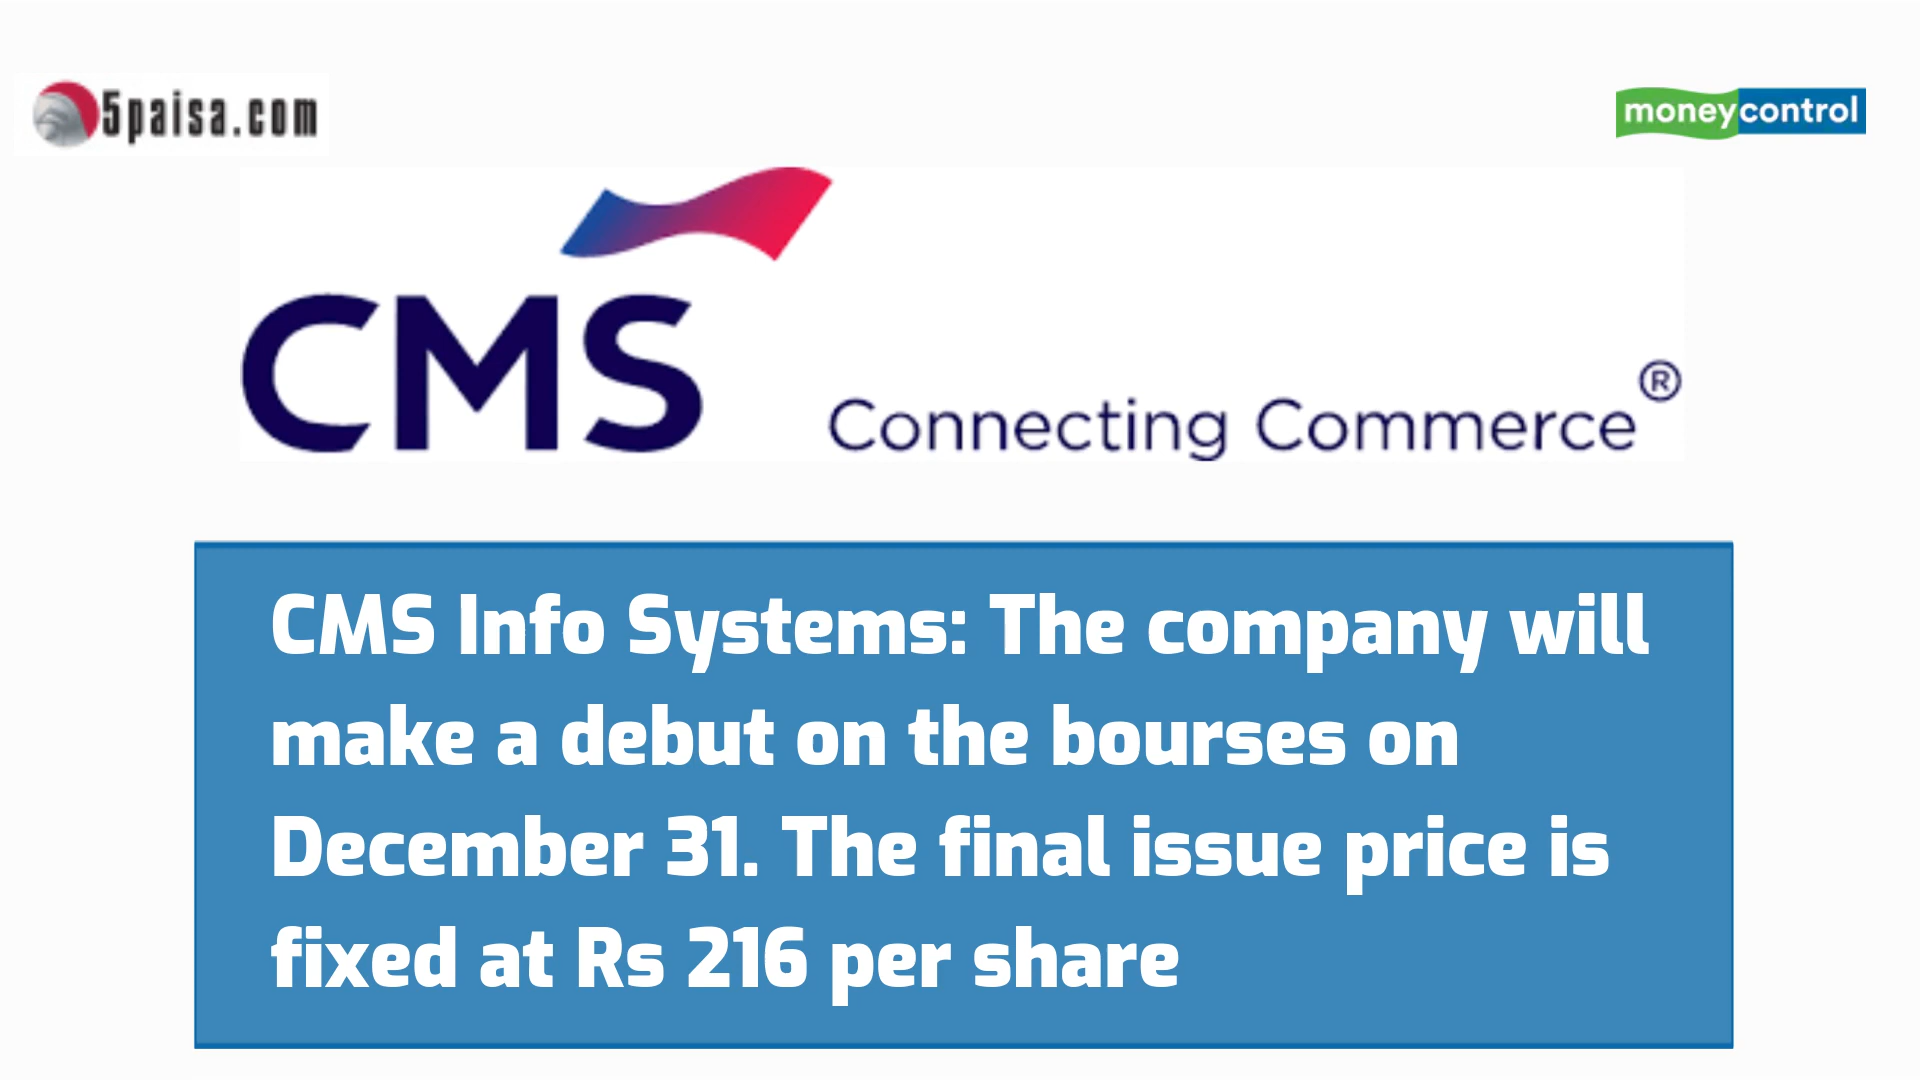 5paisa.com
moneycontrol
CMS
Connecting Commerce®
CMS Info Systems: The company will
make a debut on the bourses on
December 31. The final issue price is
fixed at Rs 216 per share